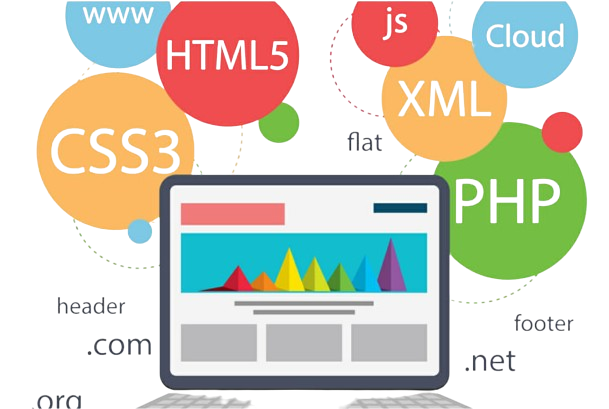 www
HTML5
js
Cloud
CSS3
XML
flat
PHP
header
footer
.com
.net
.org